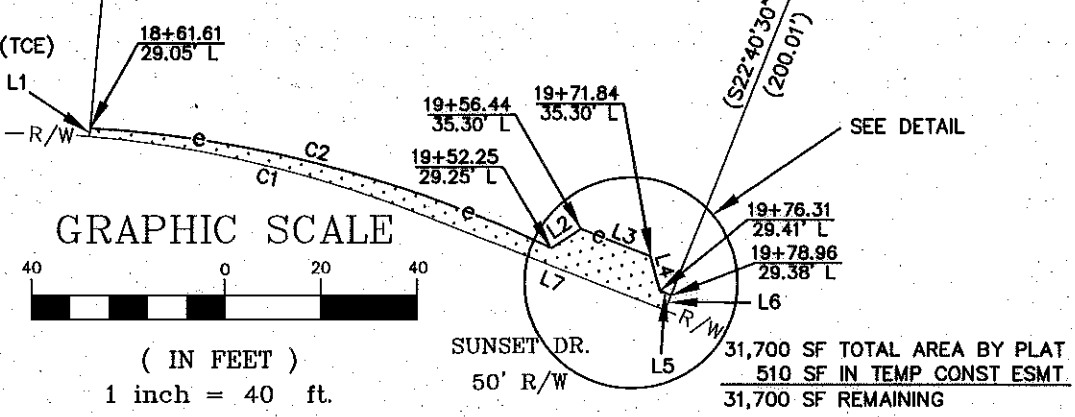 (TCE)
L1
18+61.61
29.05' L
R/W
e
C2
C1
e
19+56.44
35.30' L
19+71.84
35.30' L
19+52.25
29.25' L
(S22°40'30"
(200.01')
SEE DETAIL
L2
e
L3
L4
19+76.31
29.41' L
19+78.96
29.38' L
L6
L7
R/W
L5
GRAPHIC SCALE
40 0 20 40
( IN FEET )
1 inch = 40 ft.
SUNSET DR.
50' R/W
31,700 SF TOTAL AREA BY PLAT
510 SF IN TEMP CONST ESMT
31,700 SF REMAINING